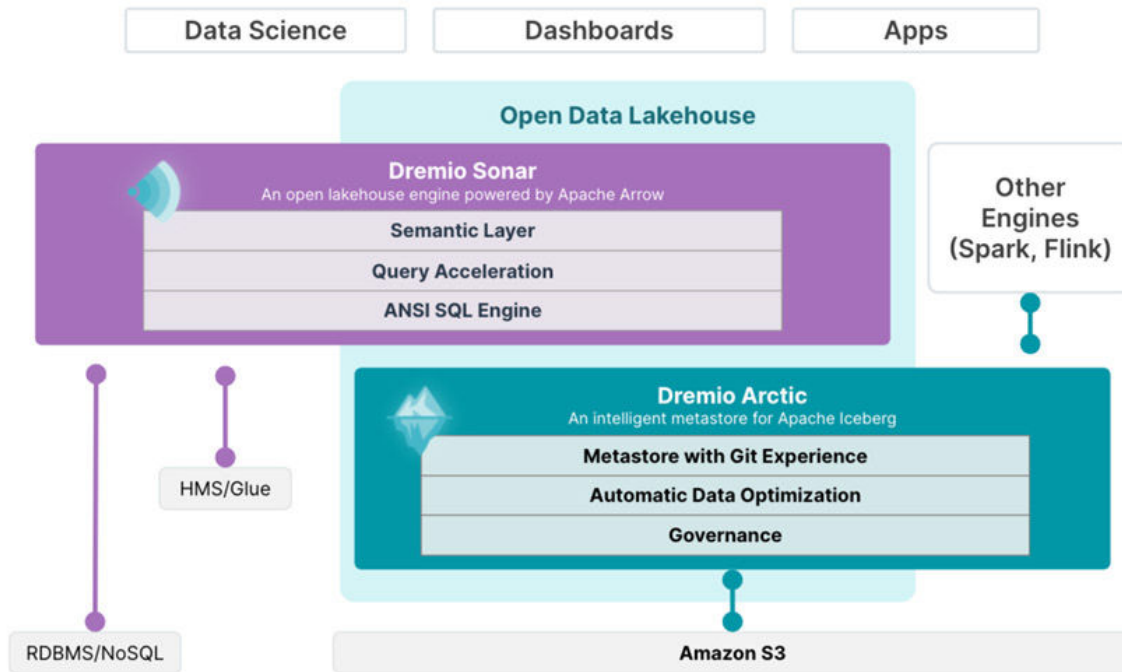 Data Science
Dashboards
Apps
Open Data Lakehouse
Dremio Sonar
An open lakehouse engine powered by Apache Arrow
Semantic Layer
Query Acceleration
ANSI SQL Engine
Other
Engines
(Spark, Flink)
Dremio Arctic
An intelligent metastore for Apache Iceberg
Metastore with Git Experience
Automatic Data Optimization
Governance
HMS/Glue
RDBMS/NoSQL
Amazon S3